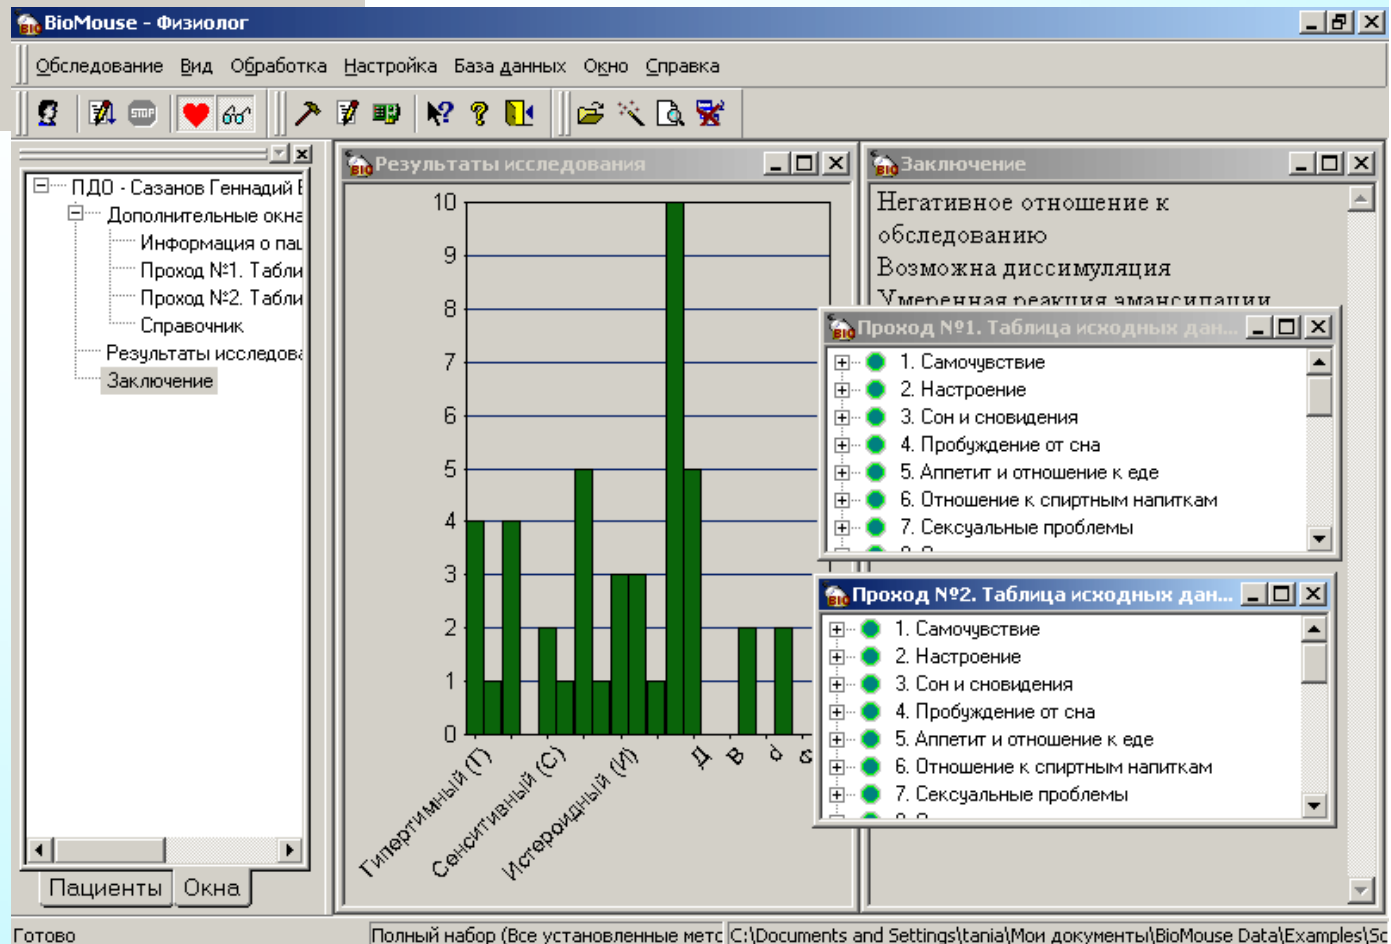 BioMouse - Физиолог
Обследование Вид Обработка Настройка База данных Окно Справка
STOP
ПДО - Сазанов Геннадий
Дополнительные окна
Информация о пац
Проход №1. Табли
Проход №2. Табли
Справочник
Результаты исследова
Заключение
Пациенты Окна
Результаты исследования
10
9
8
7
6
5
4
3
2
1
0
Гипертимный (Г)
Сенситивный (С)
Истероидный (И)
Д
В
d
Заключение
Негативное отношение к
обследованию
Возможна диссимуляция
Умеренная реакция эмансипации
Проход №1. Таблица исходных дан...
1. Самочувствие
2. Настроение
3. Сон и сновидения
4. Пробуждение от сна
5. Аппетит и отношение к еде
6. Отношение к спиртным напиткам
7. Сексуальные проблемы
Проход №2. Таблица исходных дан...
1. Самочувствие
2. Настроение
3. Сон и сновидения
4. Пробуждение от сна
5. Аппетит и отношение к еде
6. Отношение к спиртным напиткам
7. Сексуальные проблемы
Готово
Полный набор (Все установленные метс
C:\Documents and Settings\tania\Мои документы\BioMouse Data\Examples\Sc